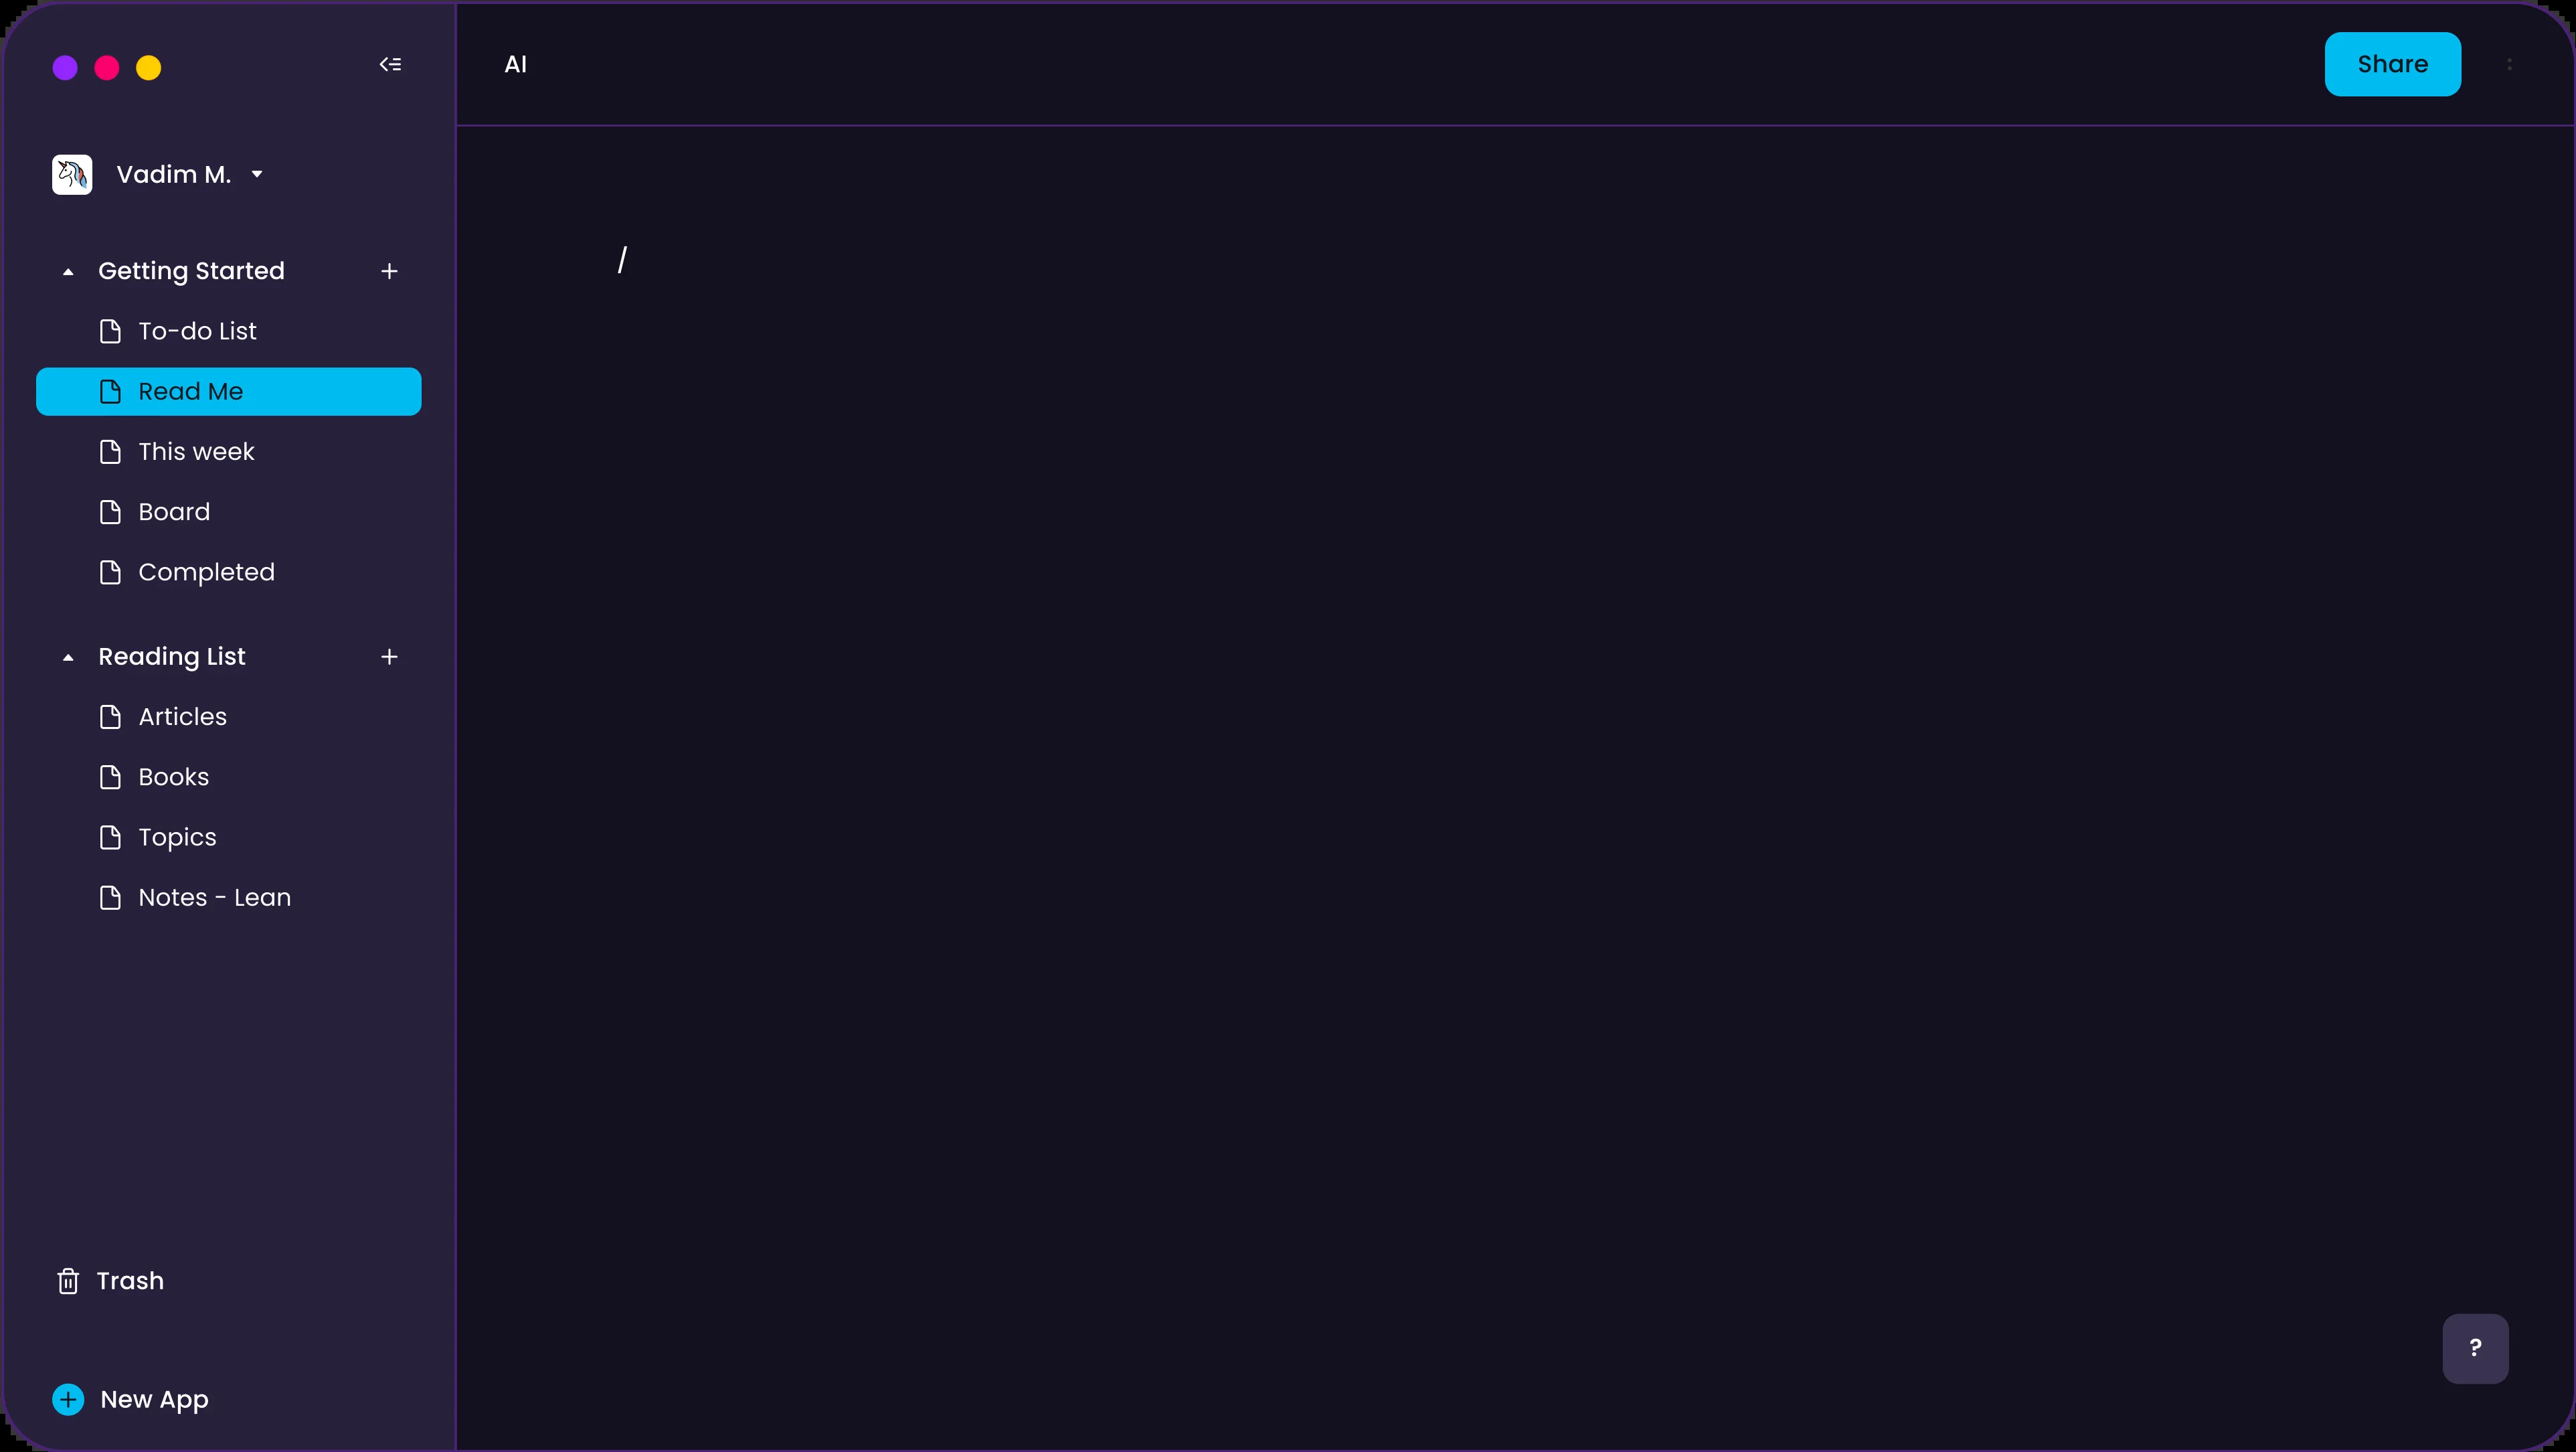 Vadim M.
Getting Started
To-do List
Read Me
This week
Board
Completed
Reading List
Articles
Books
Topics
Notes - Lean
Trash
New App
AI
Share
/
?